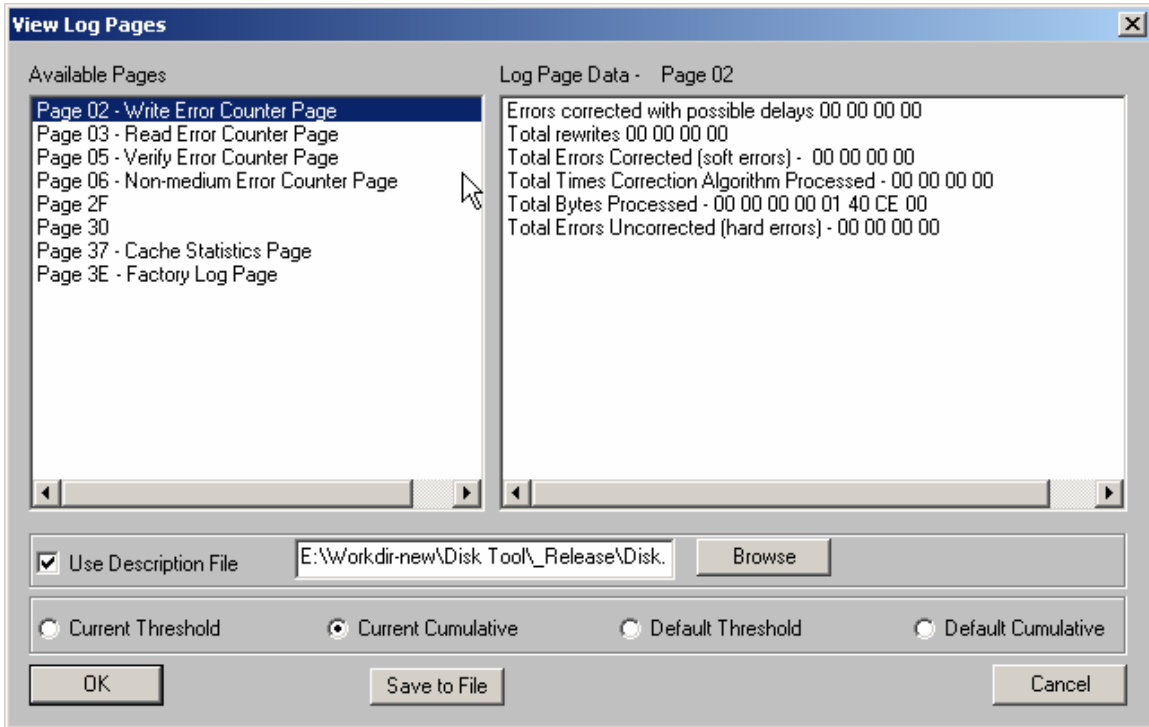 View Log Pages
Available Pages
Page 02 - Write Error Counter Page
Page 03 - Read Error Counter Page
Page 05 - Verify Error Counter Page
Page 06 - Non-medium Error Counter Page
Page 2F
Page 30
Page 37 - Cache Statistics Page
Page 3E - Factory Log Page
Log Page Data - Page 02
Errors corrected with possible delays 00 00 00 00
Total rewrites 00 00 00 00
Total Errors Corrected (soft errors) - 00 00 00 00
Total Times Correction Algorithm Processed - 00 00 00 00
Total Bytes Processed - 00 00 00 00 01 40 CE 00
Total Errors Uncorrected (hard errors) - 00 00 00 00
Use Description File E:\Workdir-new\Disk Tool\_Release\Disk. Browse
Current Threshold Current Cumulative Default Threshold Default Cumulative
OK Save to File Cancel